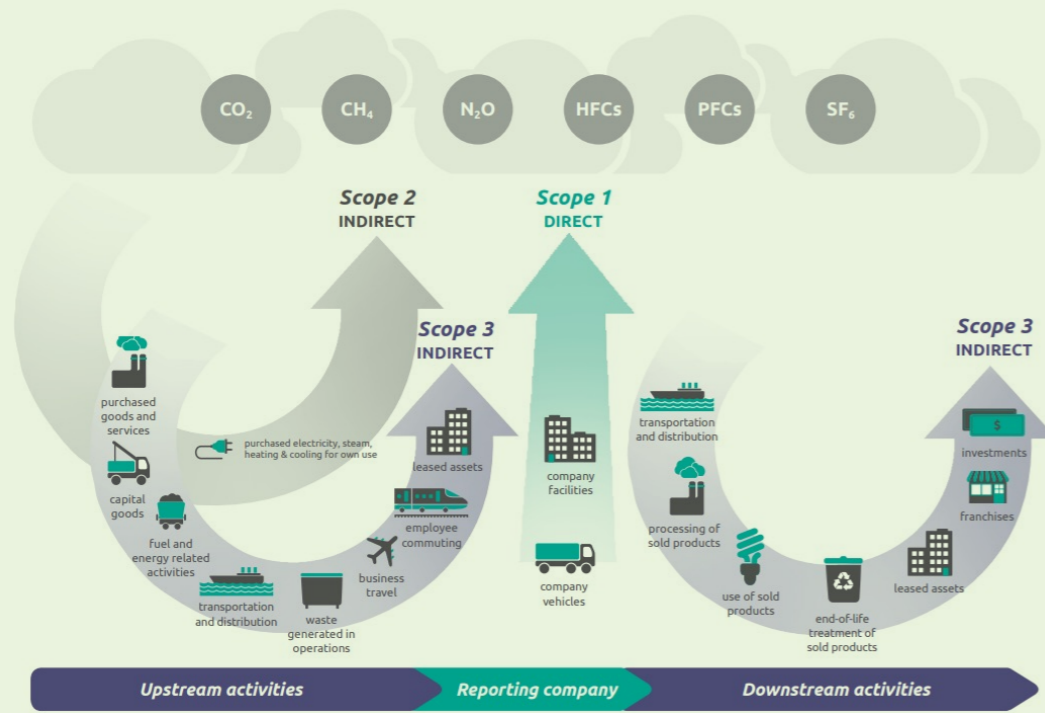 CO₂
CH₄
N₂O
HFCs
PFCs
SF₆
Scope 2
INDIRECT
Scope 1
DIRECT
Scope 3
INDIRECT
Scope 3
INDIRECT
purchased
goods and
services
capital
goods
fuel and
energy related
activities
purchased electricity, steam,
heating & cooling for own use
transportation
and distribution
waste
generated in
operations
business
travel
employee
commuting
leased assets
company
facilities
company
vehicles
transportation
and distribution
processing of
sold products
use of sold
products
end-of-life
treatment of
sold products
leased assets
franchises
$
investments
Upstream activities
Reporting company
Downstream activities